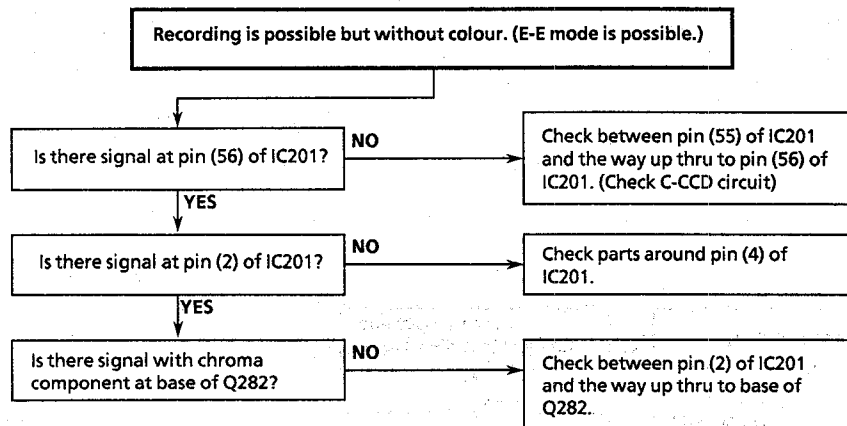 Recording is possible but without colour. (E-E mode is possible.)
Is there signal at pin (56) of IC201?
NO
Check between pin (55) of IC201
and the way up thru to pin (56) of
IC201. (Check C-CCD circuit)
YES
Is there signal at pin (2) of IC201?
NO
Check parts around pin (4) of
IC201.
YES
Is there signal with chroma
component at base of Q282?
NO
Check between pin (2) of IC201
and the way up thru to base of
Q282.